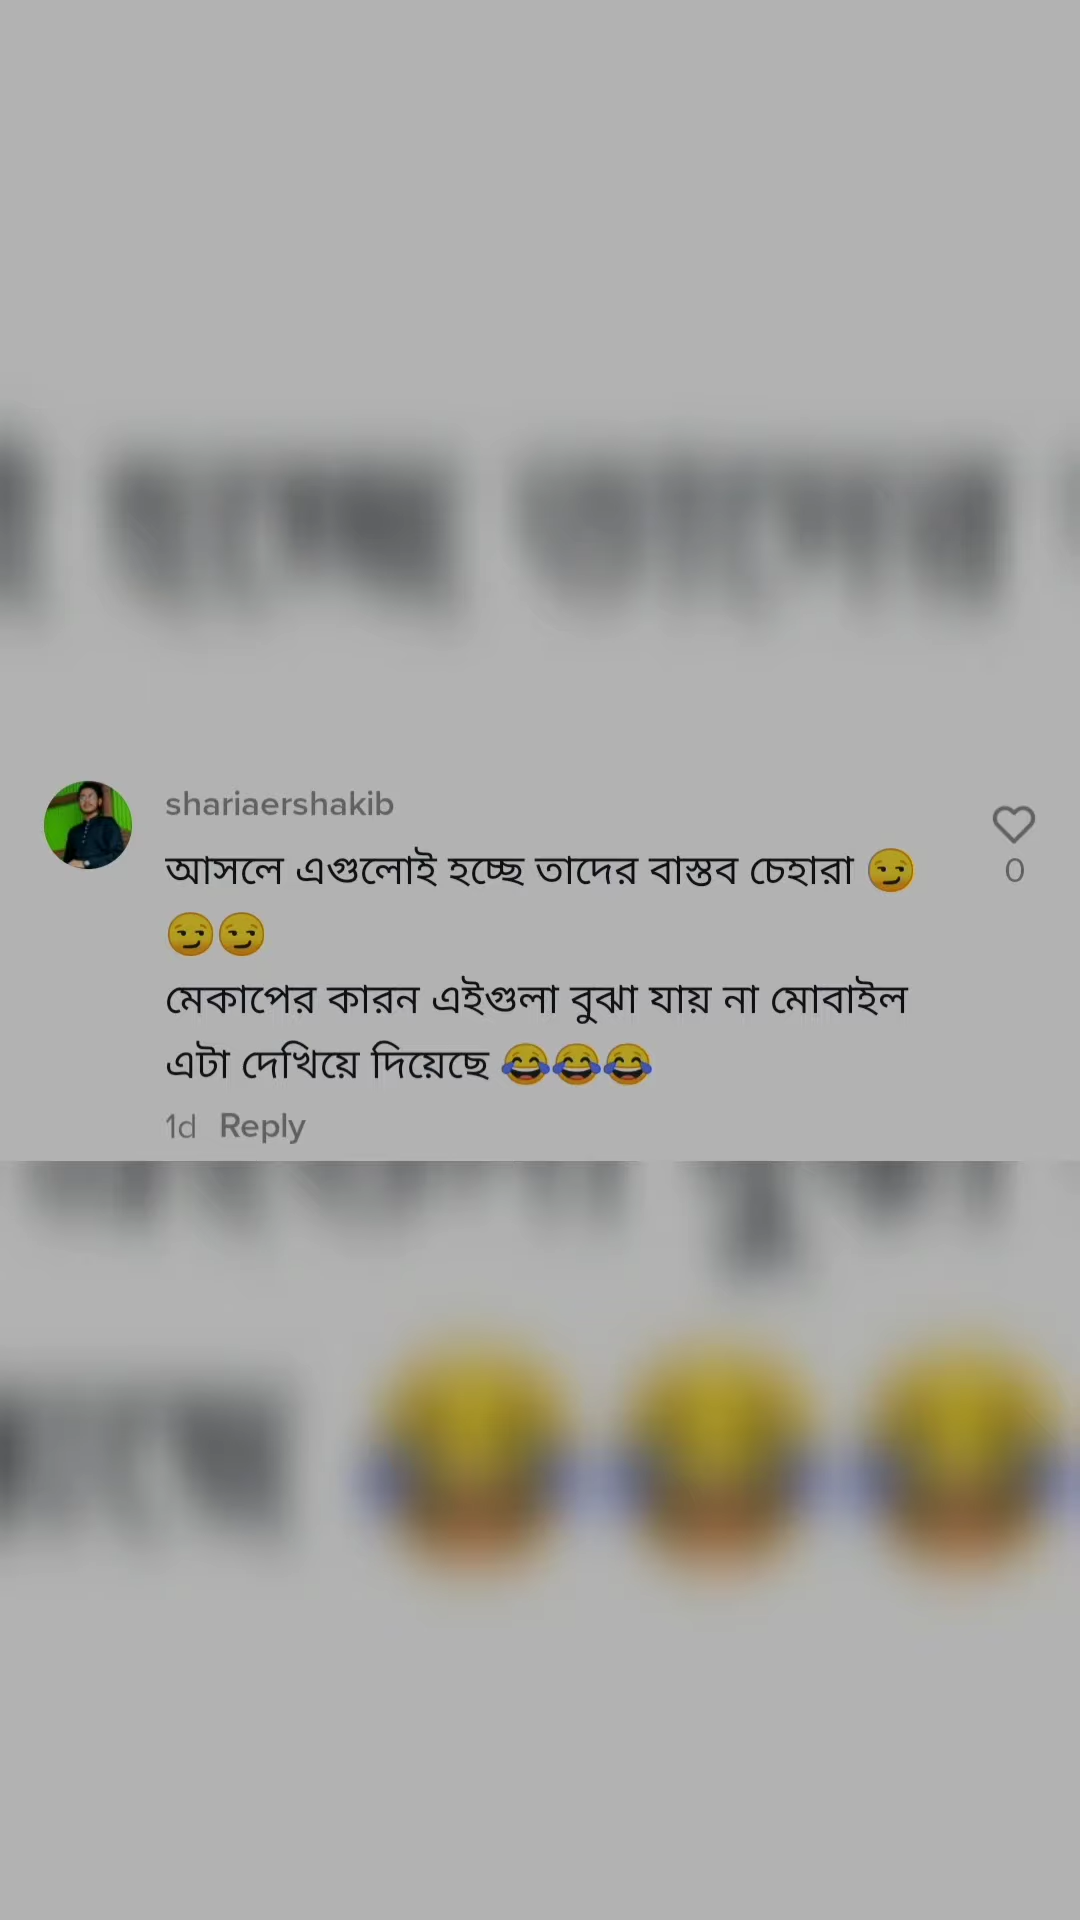 shariaershakib
আসলে এগুলোই হচ্ছে তাদের বাস্তব চেহারা 😏
😏😏
মেকাপের কারন এইগুলা বুঝা যায় না মোবাইল
এটা দেখিয়ে দিয়েছে 😂😂😂
0
1d Reply